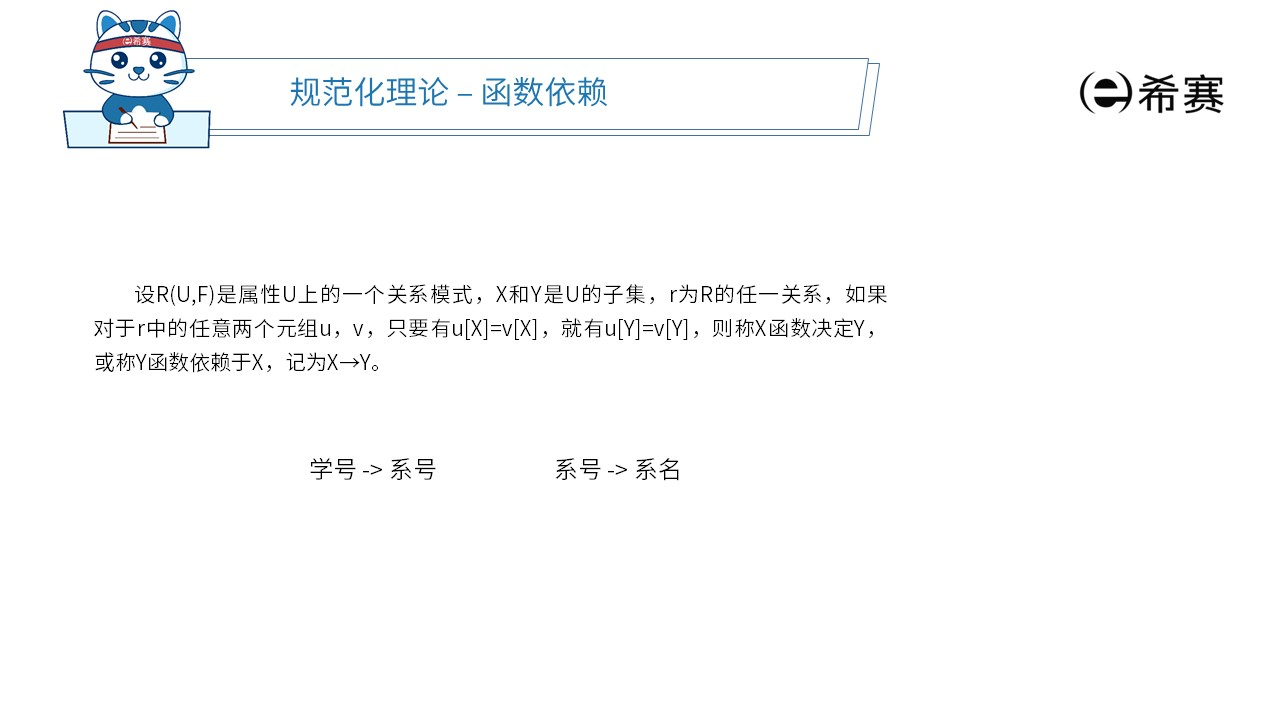 规范化理论 – 函数依赖
希赛
希赛
设R(U,F)是属性U上的一个关系模式，X和Y是U的子集，r为R的任一关系，如果
对于r中的任意两个元组u，v，只要有u[X]=v[X]，就有u[Y]=v[Y]，则称X函数决定Y，
或称Y函数依赖于X，记为X→Y。
学号 -> 系号
系号 -> 系名